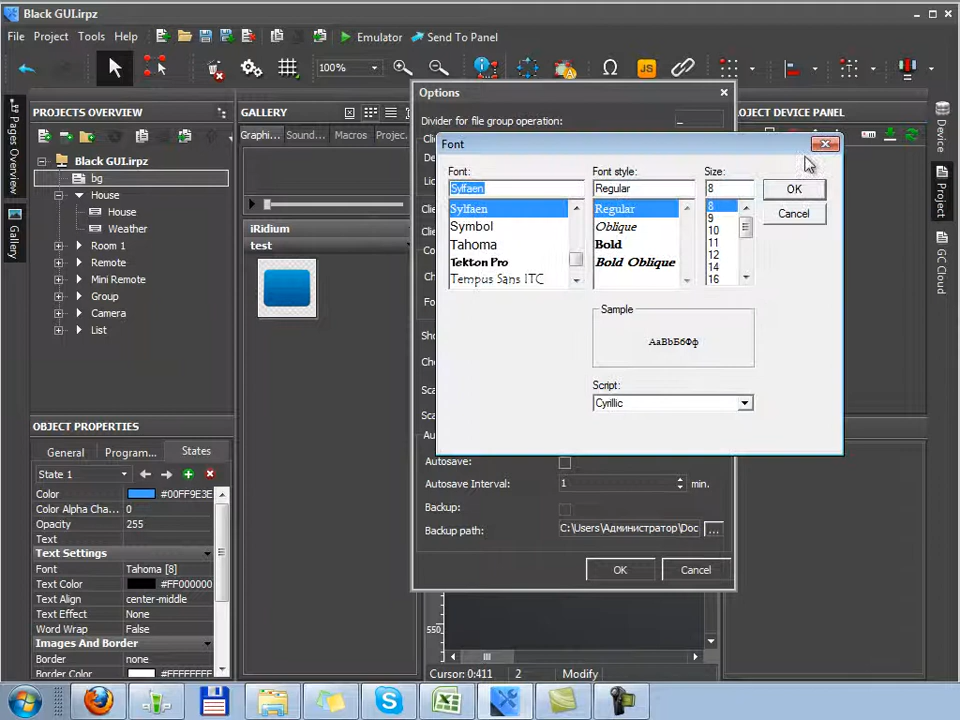 Black GUI.irpz
File Project Tools Help Emulator Send To Panel
100% JS
PROJECTS OVERVIEW
Black GUI.irpz
bg
House
House
Weather
Room 1
Remote
Mini Remote
Group
Camera
List
Pages Overview
Gallery
GALLERY
Graphi... Sound... Macros Projec.
iRidium
test
OBJECT PROPERTIES
General Program... States
State 1
Color #00FF9E3E
Color Alpha Cha... 0
Opacity 255
Text
Text Settings
Font Tahoma [8]
Text Color #FF000000
Text Align center-middle
Text Effect None
Word Wrap False
Images And Border
Border none
Border Color #FFFFFFFF
Options
Divider for file group operation: _
Autosave:
Autosave Interval: 1 min.
Backup:
Backup path: C:\Users\Администратор\Doc ...
OK Cancel
Font
Font: Font style: Size:
Sylfaen Regular 8 OK
Sylfaen Regular 8
Symbol Oblique 9
Tahoma Bold 10
Tekton Pro Bold Oblique 11
Tempus Sans ITC 12
14
16
Cancel
Sample
AaBbБбФф
Script:
Cyrillic
ROJECT DEVICE PANEL
Device
Project
GC Cloud
550
Cursor: 0:411 2 Modify